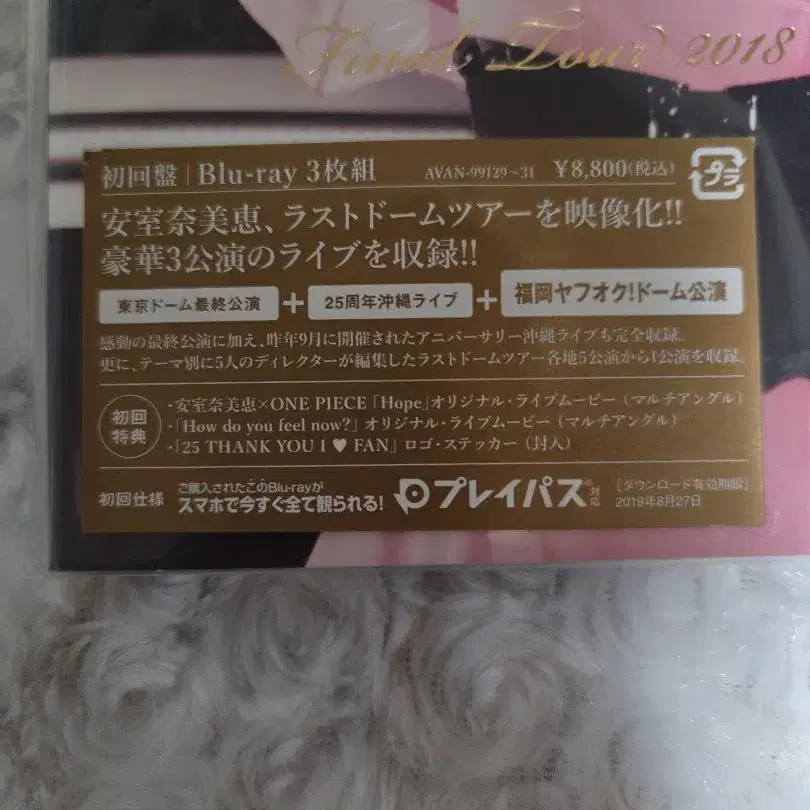 Final Tour 2018
初回盤 | Blu-ray 3枚組 AVAN-99129~31 ¥8,800(税込) プラ
安室奈美恵、ラストドームツアーを映像化!!
豪華3公演のライブを収録!!
東京ドーム最終公演 + 25周年沖縄ライブ + 福岡ヤフオク!ドーム公演
感動の最終公演に加え、昨年9月に開催されたアニバーサリー沖縄ライブも完全収録。
更に、テーマ別に5人のディレクターが編集したラストドームツアー各地5公演から1公演を収録。
初回特典
・安室奈美恵×ONE PIECE「Hope」オリジナル・ライブムービー(マルチアングル)
・「How do you feel now?」オリジナル・ライブムービー(マルチアングル)
・「25 THANK YOU I ♥ FAN」ロゴ・ステッカー(封入)
初回仕様 ご購入されたこのBlu-rayが
スマホで今すぐ全て観られる! プレイパス®対応 [ダウンロード有効期限]
2019年8月27日